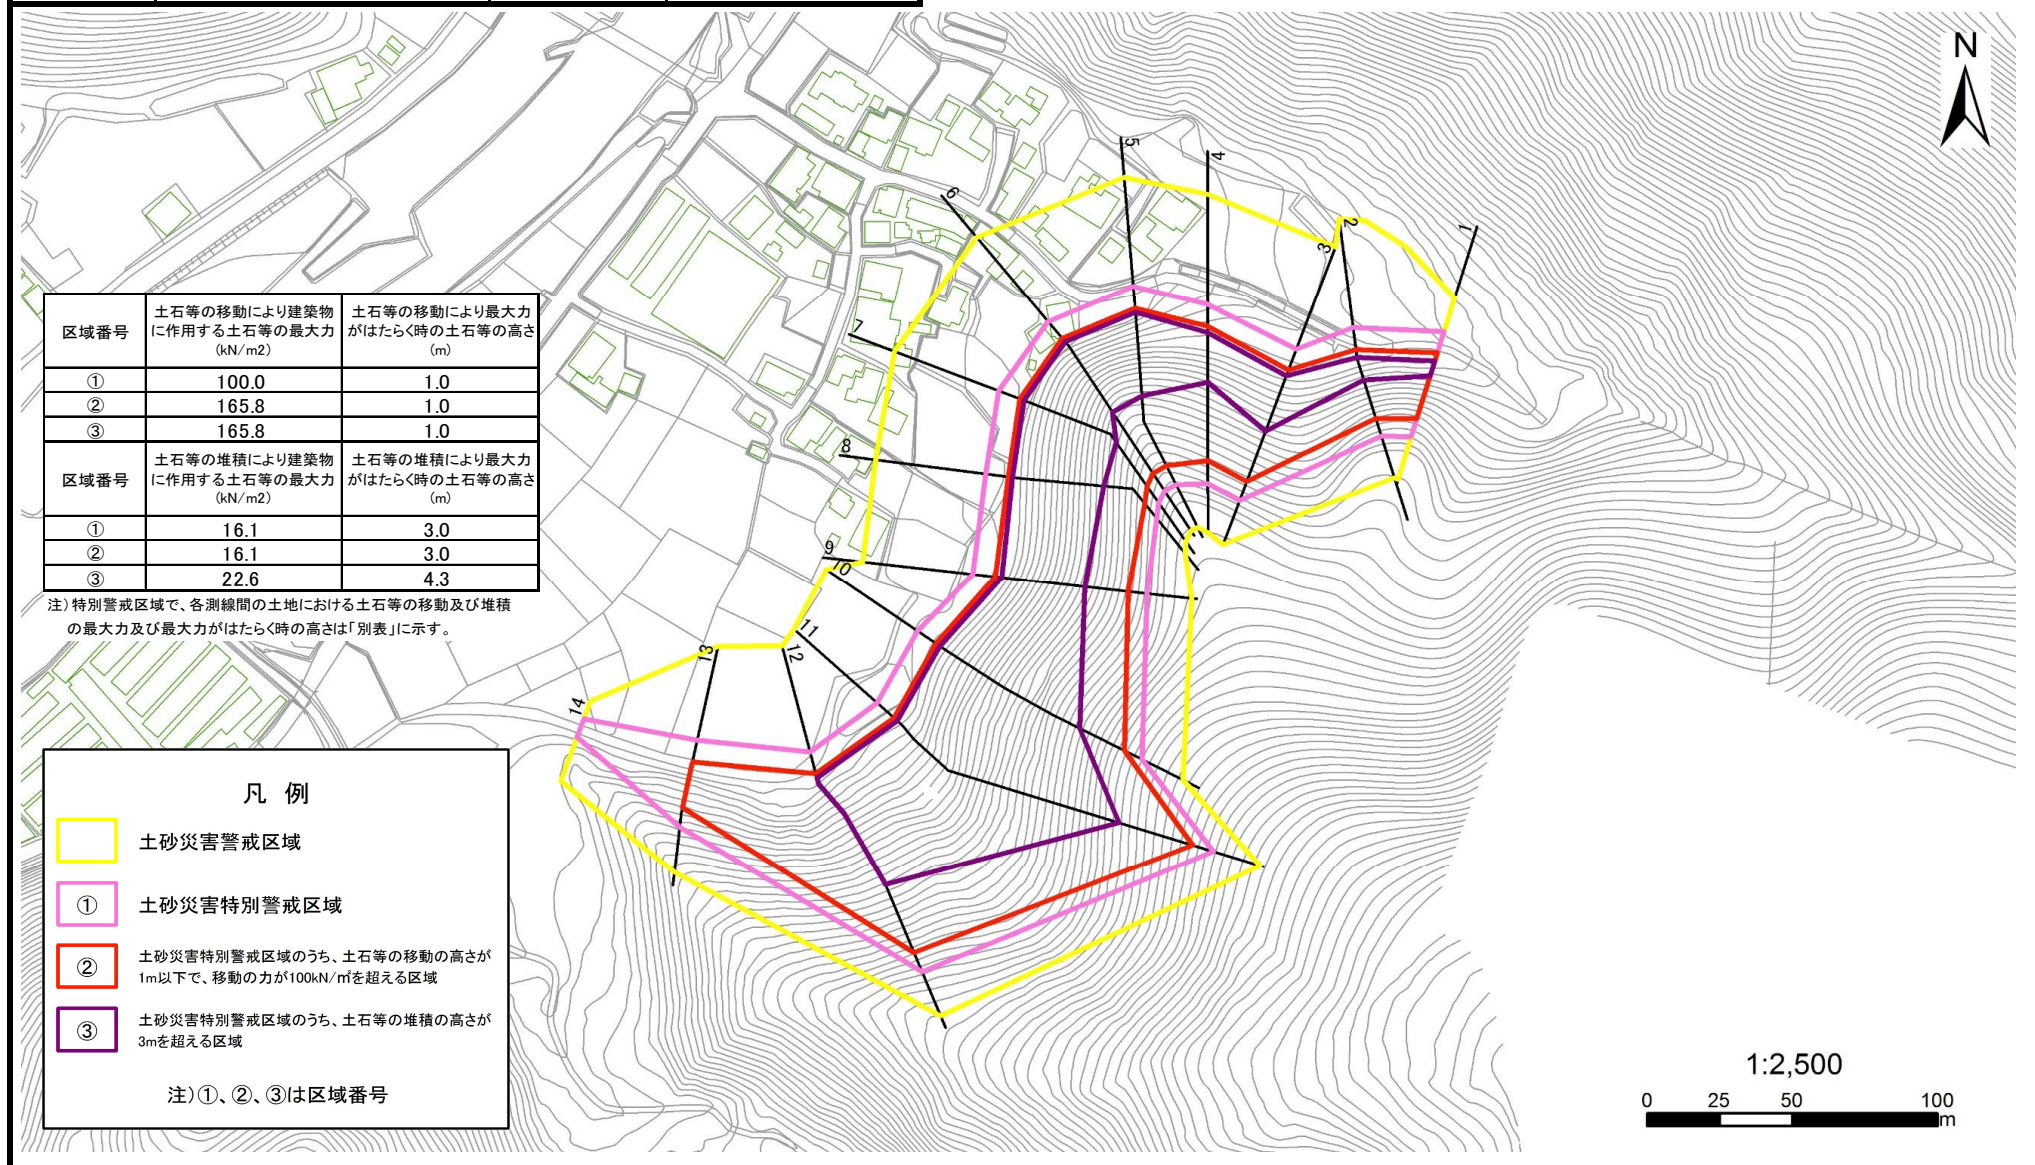 N
1
2
3
4
5
6
7
8
9
10
11
12
13
14
区域番号 土石等の移動により建築物に作用する土石等の最大力(kN/m2) 土石等の移動により最大力がはたらく時の土石等の高さ(m)
① 100.0 1.0
② 165.8 1.0
③ 165.8 1.0
区域番号 土石等の堆積により建築物に作用する土石等の最大力(kN/m2) 土石等の堆積により最大力がはたらく時の土石等の高さ(m)
① 16.1 3.0
② 16.1 3.0
③ 22.6 4.3
注)特別警戒区域で、各測線間の土地における土石等の移動及び堆積
の最大力及び最大力がはたらく時の高さは「別表」に示す。
凡 例
土砂災害警戒区域
① 土砂災害特別警戒区域
② 土砂災害特別警戒区域のうち、土石等の移動の高さが
1m以下で、移動の力が100kN/㎡を超える区域
③ 土砂災害特別警戒区域のうち、土石等の堆積の高さが
3mを超える区域
注)①、②、③は区域番号
1:2,500
0 25 50 100
m